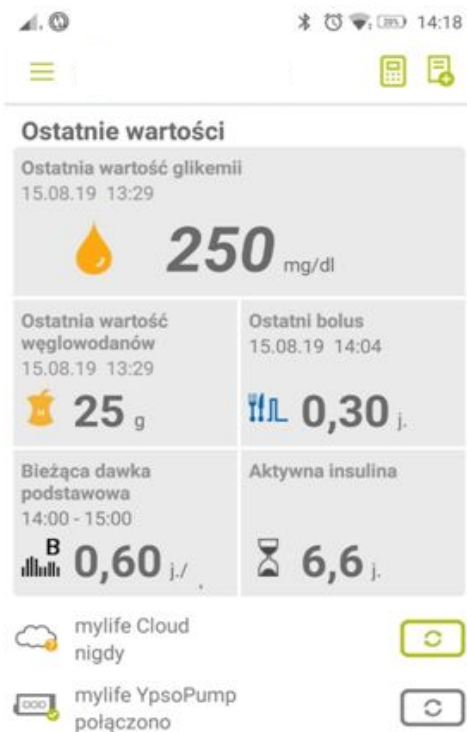 28% 14:18
Ostatnie wartości
Ostatnia wartość glikemii
15.08.19 13:29
250 mg/dl
Ostatnia wartość
węglowodanów
15.08.19 13:29
25 g
Ostatni bolus
15.08.19 14:04
0,30 j.
Bieżąca dawka
podstawowa
14:00 - 15:00
B
0,60 j./
Aktywna insulina
6,6 j.
mylife Cloud
nigdy
mylife YpsoPump
połączono